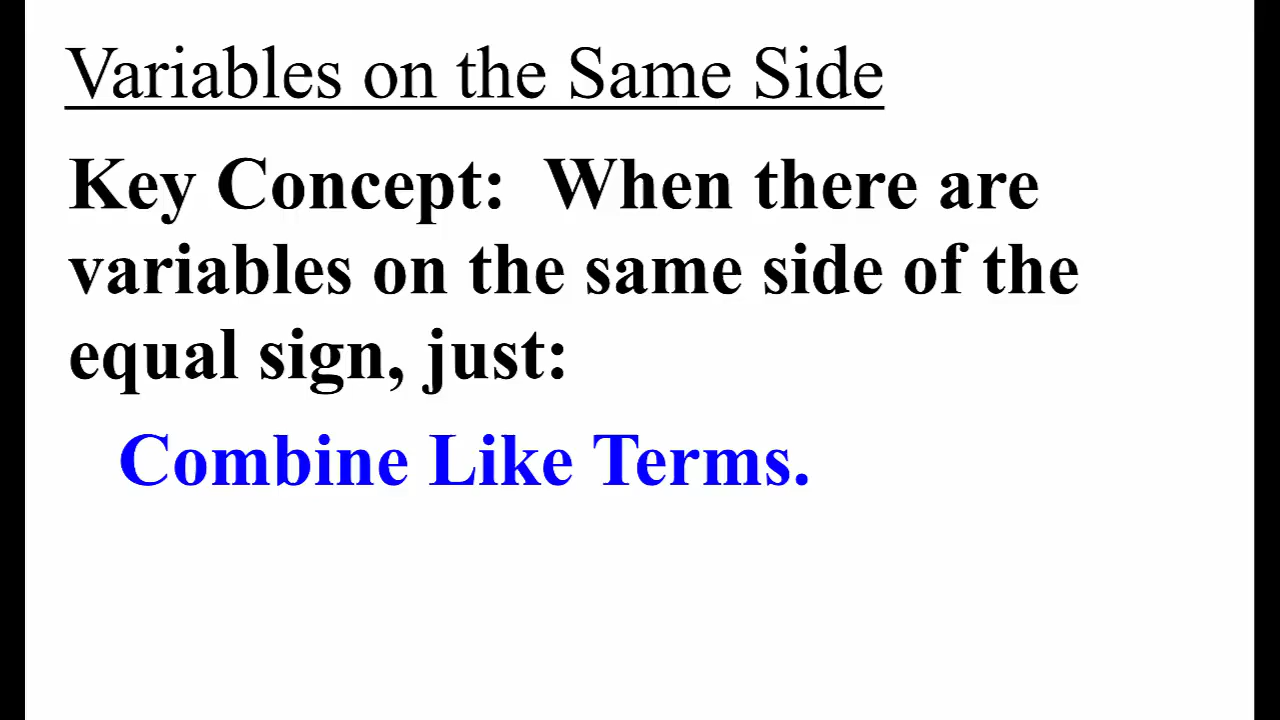 Variables on the Same Side
Key Concept:  When there are
variables on the same side of the
equal sign, just:
Combine Like Terms.